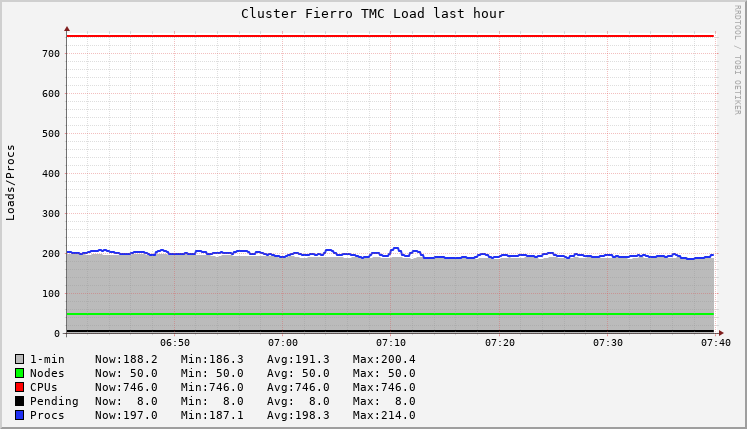 Cluster Fierro TMC Load last hour
RRDTOOL / TOBI OETIKER
Loads/Procs
700
600
500
400
300
200
100
0
06:50 07:00 07:10 07:20 07:30 07:40
1-min Now:188.2 Min:186.3 Avg:191.3 Max:200.4
Nodes Now: 50.0 Min: 50.0 Avg: 50.0 Max: 50.0
CPUs Now:746.0 Min:746.0 Avg:746.0 Max:746.0
Pending Now: 8.0 Min: 8.0 Avg: 8.0 Max: 8.0
Procs Now:197.0 Min:187.1 Avg:198.3 Max:214.0